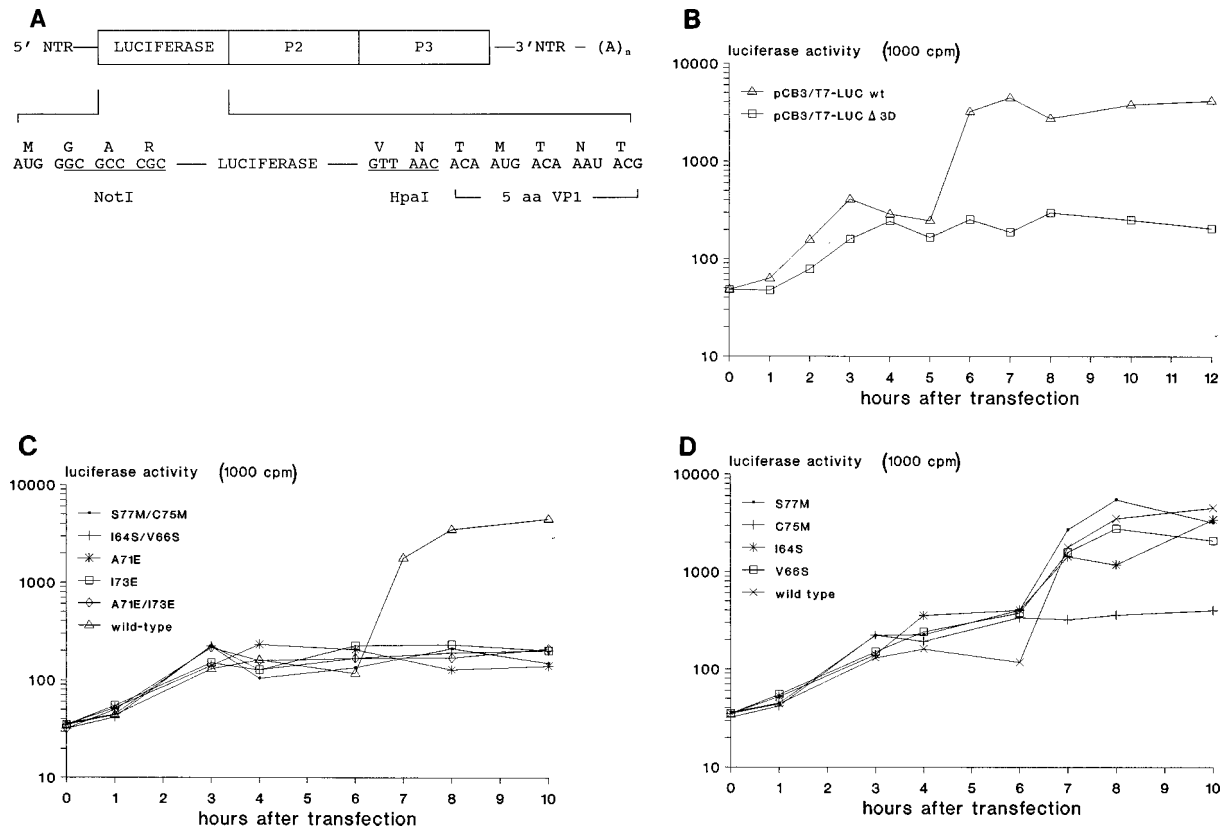 A
5' NTR LUCIFERASE P2 P3 3'NTR – (A)n
M G A R V N T M T N T
AUG GGC GCC CGC — LUCIFERASE — GTT AAC ACA AUG ACA AAU ACG
NotI HpaI 5 aa VP1
B
luciferase activity (1000 cpm)
10000
1000
100
10
pCB3/T7-LUC wt
pCB3/T7-LUC Δ 3D
0 1 2 3 4 5 6 7 8 10 11 12
hours after transfection
C
luciferase activity (1000 cpm)
10000
1000
100
10
S77M/C75M
I64S/V66S
A71E
I73E
A71E/I73E
wild-type
0 1 2 3 4 5 6 7 8 9 10
hours after transfection
D
luciferase activity (1000 cpm)
10000
1000
100
10
S77M
C75M
I64S
V66S
wild type
0 1 2 3 4 5 6 7 8 9 10
hours after transfection